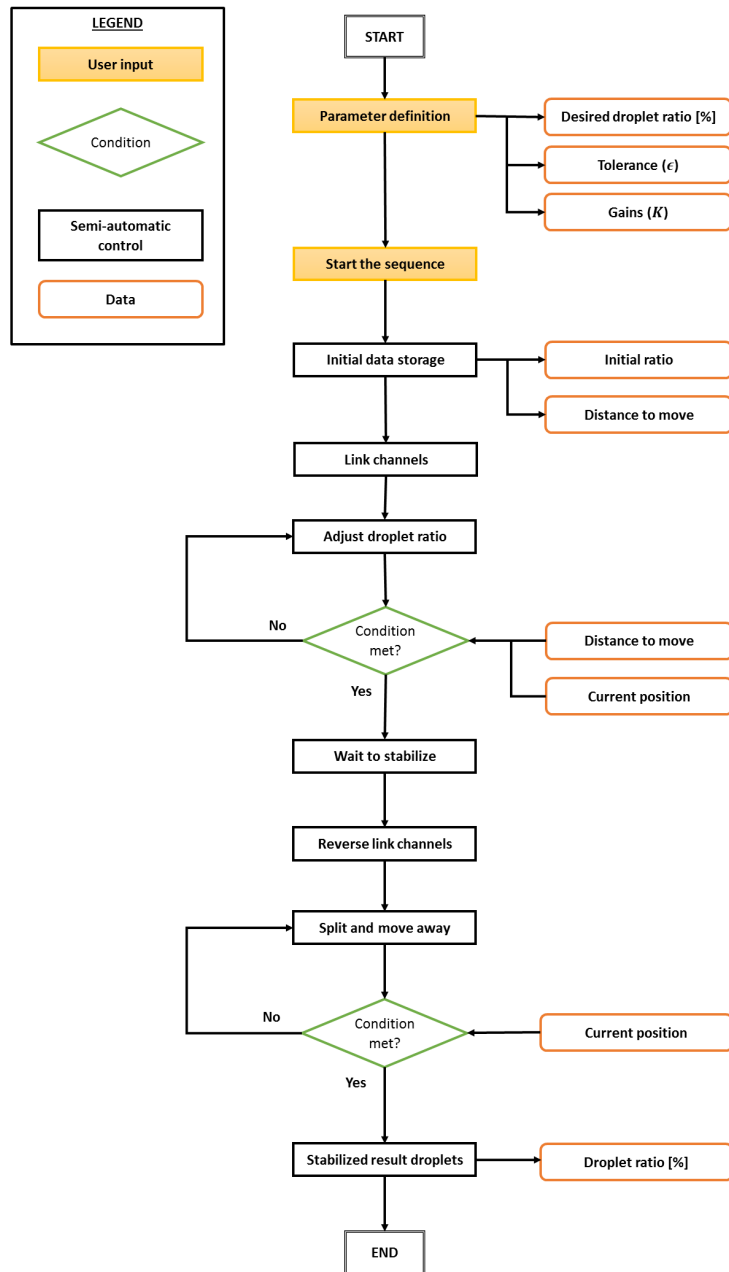 LEGEND
User input
Condition
Semi-automatic
control
Data
START
Parameter definition
Desired droplet ratio [%]
Tolerance (ϵ)
Gains (K)
Start the sequence
Initial data storage
Initial ratio
Distance to move
Link channels
Adjust droplet ratio
No
Condition
met?
Distance to move
Current position
Yes
Wait to stabilize
Reverse link channels
Split and move away
No
Condition
met?
Current position
Yes
Stabilized result droplets
Droplet ratio [%]
END